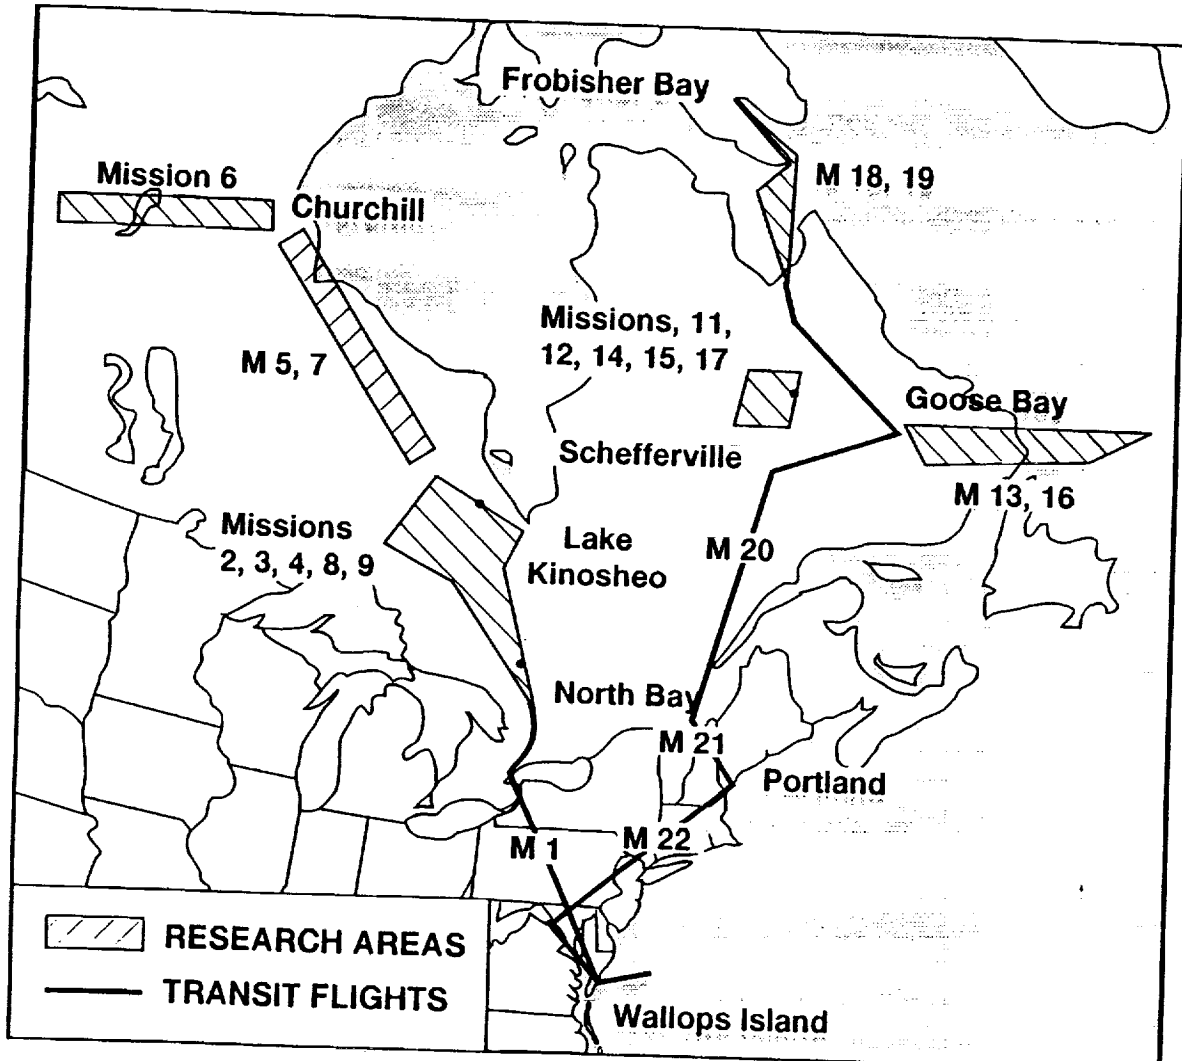 Frobisher Bay
Mission 6
M 18, 19
Churchill
Missions, 11,
12, 14, 15, 17
M 5, 7
Goose Bay
Schefferville
M 13, 16
Missions
2, 3, 4, 8, 9
Lake
Kinosheo
M 20
North Bay
M 21
Portland
M 1
M 22
RESEARCH AREAS
TRANSIT FLIGHTS
Wallops Island